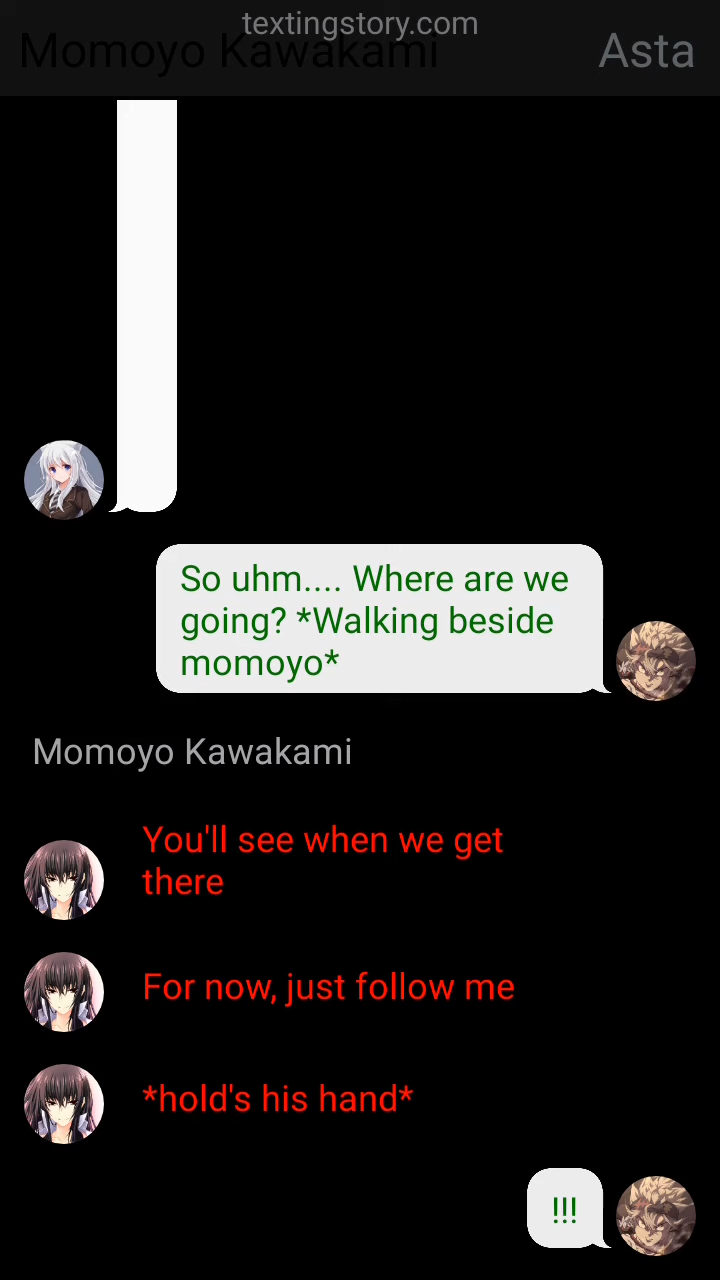 textingstory.com
Momoyo Kawakami
Asta
So uhm.... Where are we
going? *Walking beside
momoyo*
Momoyo Kawakami
You'll see when we get
there
For now, just follow me
*hold's his hand*
!!!